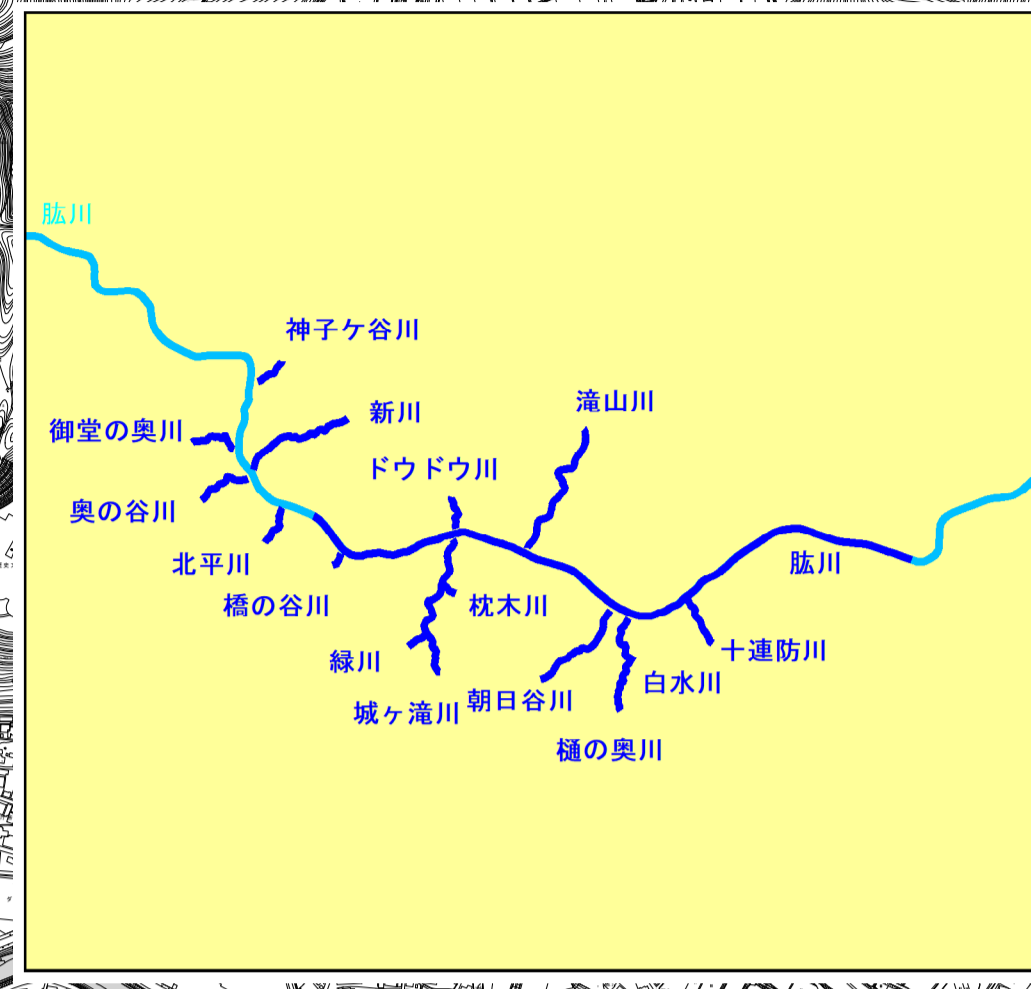 肱川
神子ケ谷川
滝山川
新川
御堂の奥川
ドウドウ川
奥の谷川
北平川
肱川
橋の谷川
枕木川
十連防川
緑川
白水川
朝日谷川
城ヶ滝川
樋の奥川